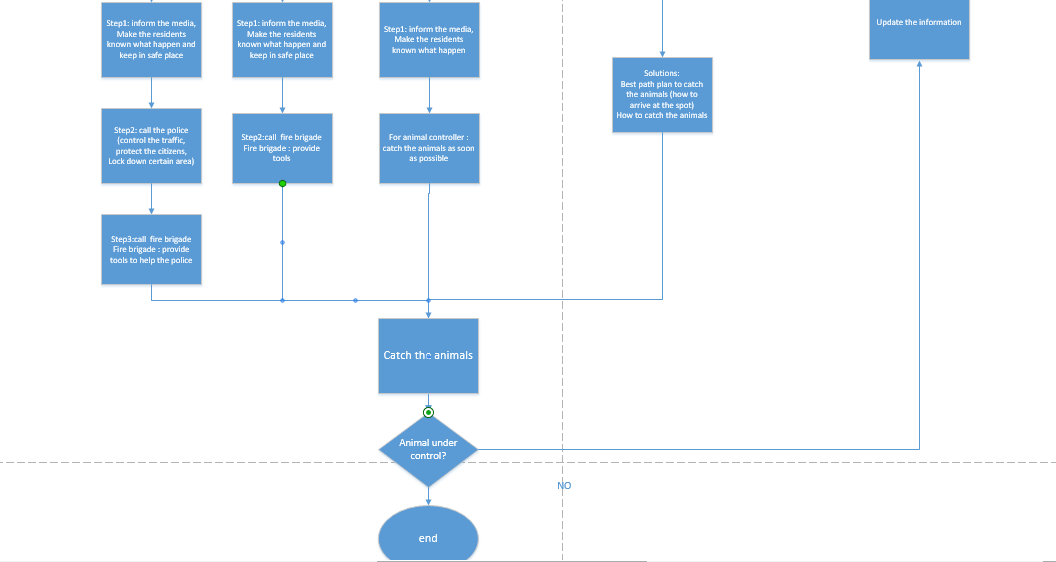 Step1: inform the media,
Make the residents
known what happen and
keep in safe place
Step1: inform the media,
Make the residents
known what happen and
keep in safe place
Step1: inform the media,
Make the residents
known what happen
Update the information
Solutions:
Best path plan to catch
the animals (how to
arrive at the spot)
How to catch the animals
Step2: call the police
(control the traffic,
protect the citizens,
Lock down certain area)
Step2:call fire brigade
Fire brigade : provide
tools
For animal controller :
catch the animals as soon
as possible
Step3:call fire brigade
Fire brigade : provide
tools to help the police
Catch the animals
Animal under
control?
NO
end